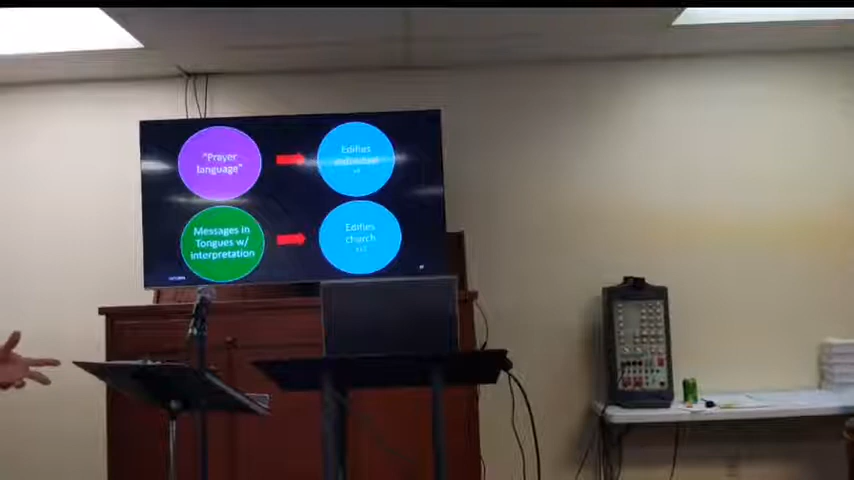 "Prayer
language"
Edifies
individual
Messages in
Tongues w/
interpretation
Edifies
church